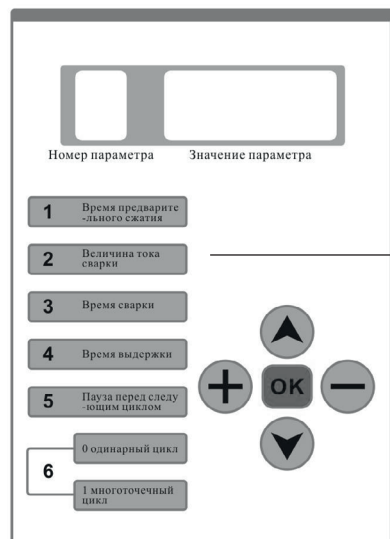 Номер параметра Значение параметра
1 Время предварите
-льного сжатия
2 Величина тока
сварки
3 Время сварки
4 Время выдержки
5 Пауза перед следу
-ющим циклом
0 одинарный цикл
6
1 многоточечный
цикл
OK